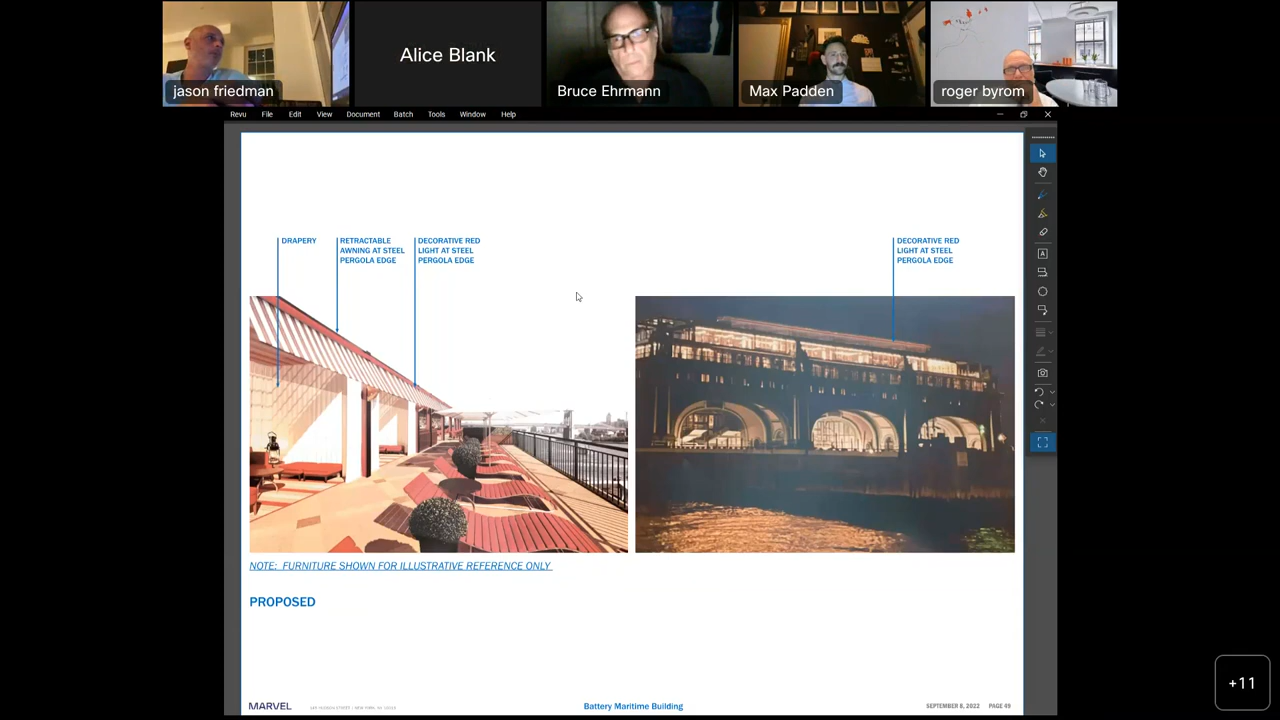 jason friedman
Alice Blank
Bruce Ehrmann
Max Padden
roger byrom
Revu File Edit View Document Batch Tools Window Help
DRAPERY
RETRACTABLE
AWNING AT STEEL
PERGOLA EDGE
DECORATIVE RED
LIGHT AT STEEL
PERGOLA EDGE
DECORATIVE RED
LIGHT AT STEEL
PERGOLA EDGE
NOTE: FURNITURE SHOWN FOR ILLUSTRATIVE REFERENCE ONLY
PROPOSED
MARVEL
Battery Maritime Building
SEPTEMBER 8, 2022 PAGE 49
+11